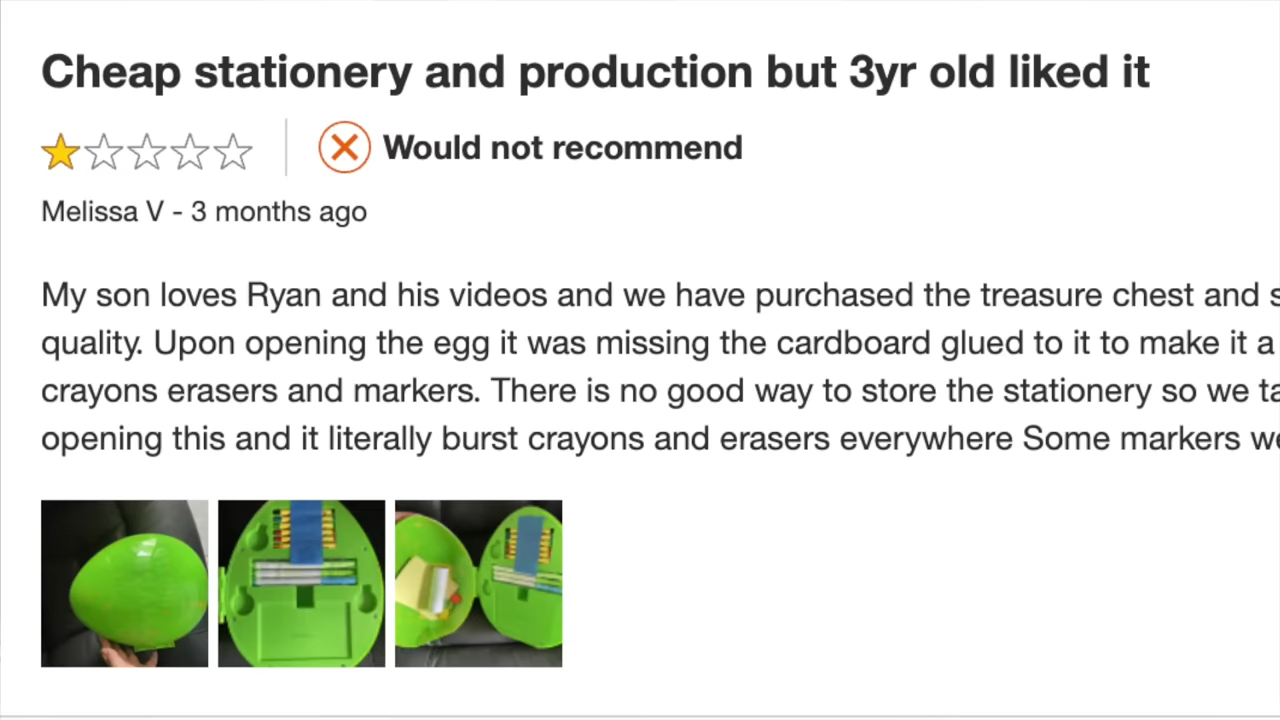 Cheap stationery and production but 3yr old liked it
Would not recommend
Melissa V - 3 months ago
My son loves Ryan and his videos and we have purchased the treasure chest and
quality. Upon opening the egg it was missing the cardboard glued to it to make it a
crayons erasers and markers. There is no good way to store the stationery so we
opening this and it literally burst crayons and erasers everywhere Some markers